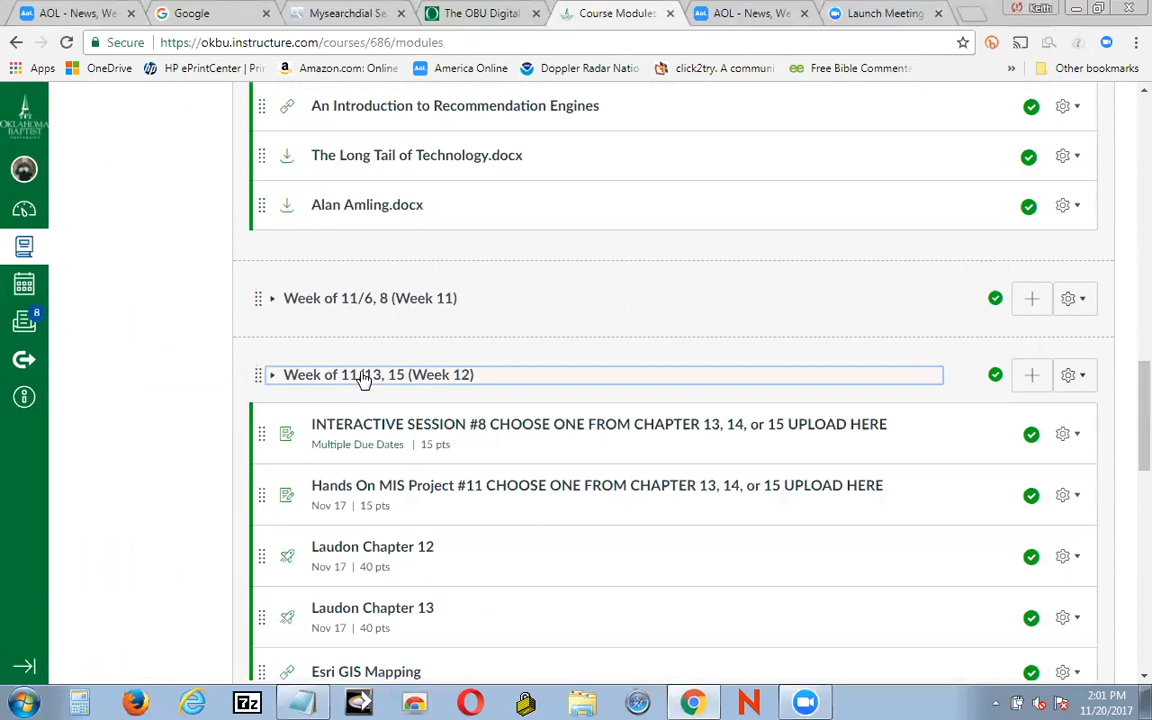 AOL - News, We
Google
Mysearchdial Se
The OBU Digital
Course Modules
AOL - News, We
Launch Meeting
Keith
Secure
https://okbu.instructure.com/courses/686/modules
Apps
OneDrive
HP ePrintCenter | Pri
Amazon.com: Online
America Online
Doppler Radar Natio
click2try. A communi
Free Bible Comment
»
Other bookmarks
OKLAHOMA
BAPTIST
An Introduction to Recommendation Engines
The Long Tail of Technology.docx
Alan Amling.docx
Week of 11/6, 8 (Week 11)
8
Week of 11/13, 15 (Week 12)
INTERACTIVE SESSION #8 CHOOSE ONE FROM CHAPTER 13, 14, or 15 UPLOAD HERE
Multiple Due Dates | 15 pts
Hands On MIS Project #11 CHOOSE ONE FROM CHAPTER 13, 14, or 15 UPLOAD HERE
Nov 17 | 15 pts
Laudon Chapter 12
Nov 17 | 40 pts
Laudon Chapter 13
Nov 17 | 40 pts
Esri GIS Mapping
7z
N
2:01 PM
11/20/2017